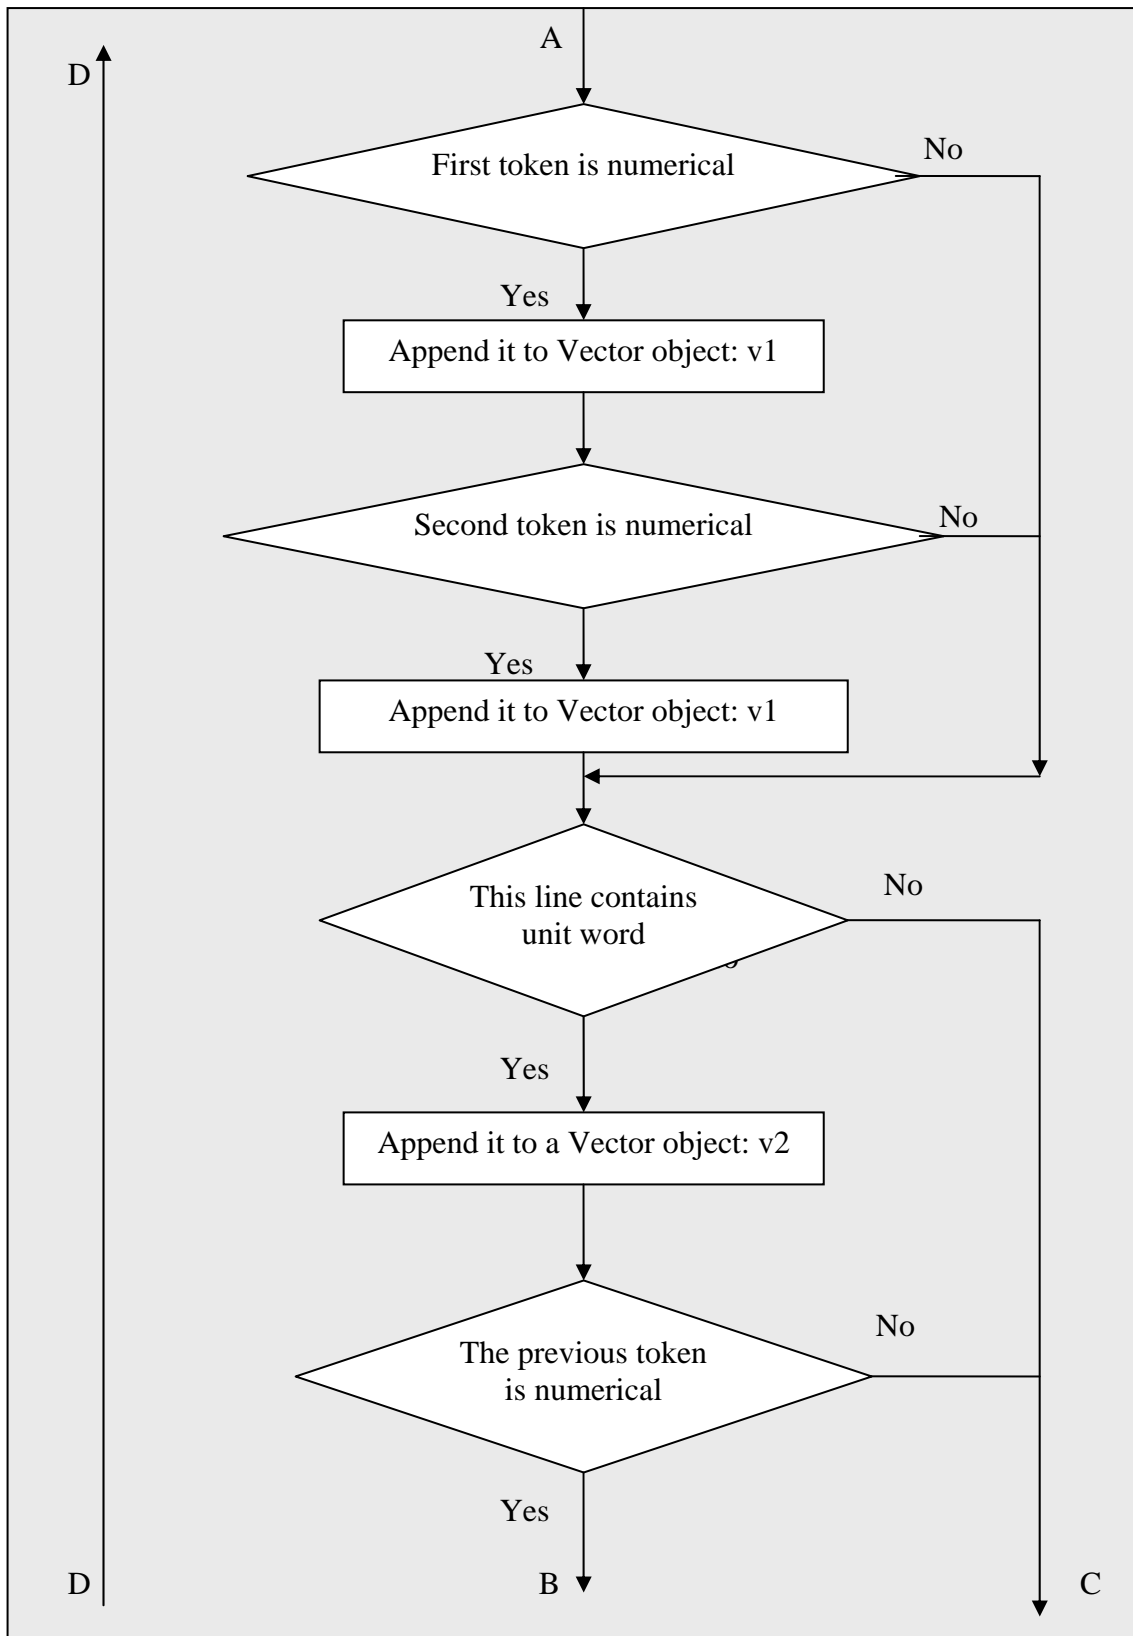 A
D
First token is numerical
No
Yes
Append it to Vector object: v1
Second token is numerical
No
Yes
Append it to Vector object: v1
This line contains
unit word
No
Yes
Append it to a Vector object: v2
The previous token
is numerical
No
Yes
D
B
C